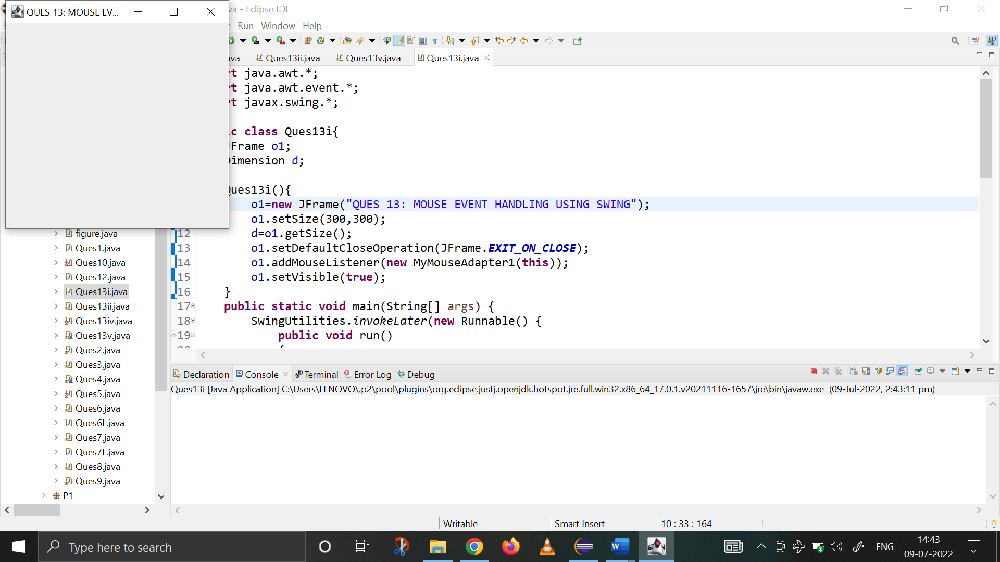 QUES 13: MOUSE EV...
va - Eclipse IDE
Run Window Help
ava
Ques13ii.java
Ques13v.java
Ques13i.java
rt java.awt.*;
rt java.awt.event.*;
rt javax.swing.*;
ic class Ques13i{
JFrame o1;
Dimension d;
Ques13i(){
o1=new JFrame("QUES 13: MOUSE EVENT HANDLING USING SWING");
o1.setSize(300,300);
12 d=o1.getSize();
13 o1.setDefaultCloseOperation(JFrame.EXIT_ON_CLOSE);
14 o1.addMouseListener(new MyMouseAdapter1(this));
15 o1.setVisible(true);
16 }
17 public static void main(String[] args) {
18 SwingUtilities.invokeLater(new Runnable() {
19 public void run()
{
figure.java
Ques1.java
Ques10.java
Ques12.java
Ques13i.java
Ques13ii.java
Ques13iv.java
Ques13v.java
Ques2.java
Ques3.java
Ques4.java
Ques5.java
Ques6.java
Ques6L.java
Ques7.java
Ques7L.java
Ques8.java
Ques9.java
P1
Declaration Console Terminal Error Log Debug
Ques13i [Java Application] C:\Users\LENOVO\.p2\pool\plugins\org.eclipse.justj.openjdk.hotspot.jre.full.win32.x86_64_17.0.1.v20211116-1657\jre\bin\javaw.exe (09-Jul-2022, 2:43:11 pm)
Writable Smart Insert 10 : 33 : 164
Type here to search
ENG
14:43
09-07-2022